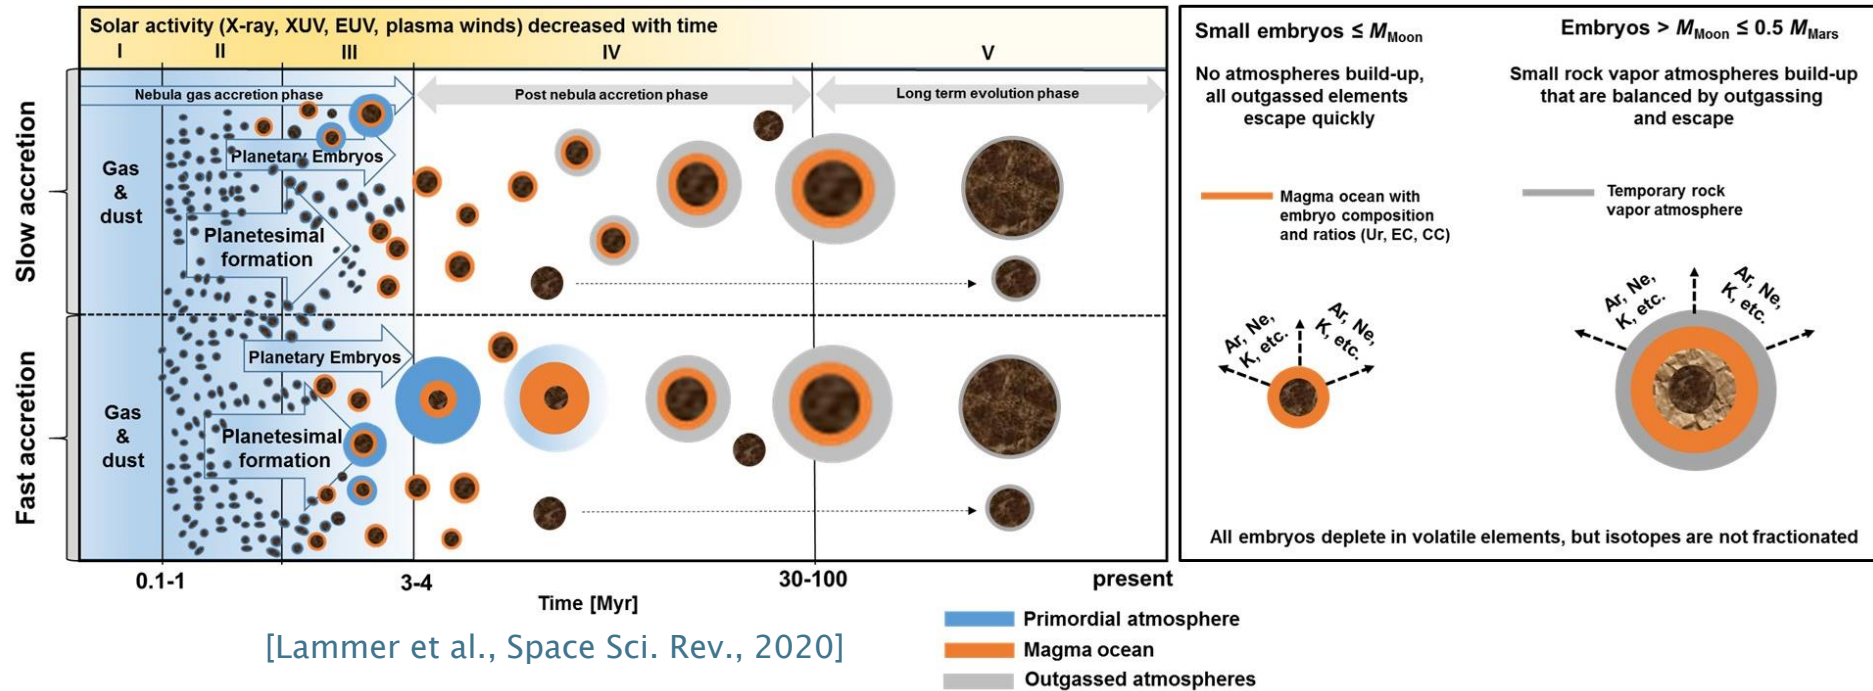 Solar activity (X-ray, XUV, EUV, plasma winds) decreased with time
I
II
III
IV
V
Nebula gas accretion phase
Post nebula accretion phase
Long term evolution phase
Slow accretion
Gas
&
dust
Planetary Embryos
Planetesimal
formation
Fast accretion
Gas
&
dust
Planetary Embryos
Planetesimal
formation
0.1-1
3-4
30-100
present
Time [Myr]
[Lammer et al., Space Sci. Rev., 2020]
Primordial atmosphere
Magma ocean
Outgassed atmospheres
Small embryos ≤ MMoon
No atmospheres build-up,
all outgassed elements
escape quickly
Magma ocean with
embryo composition
and ratios (Ur, EC, CC)
Ar, Ne,
K, etc.
Ar, Ne,
K, etc.
Embryos > MMoon ≤ 0.5 MMars
Small rock vapor atmospheres build-up
that are balanced by outgassing
and escape
Temporary rock
vapor atmosphere
Ar, Ne,
K, etc.
Ar, Ne,
K, etc.
All embryos deplete in volatile elements, but isotopes are not fractionated